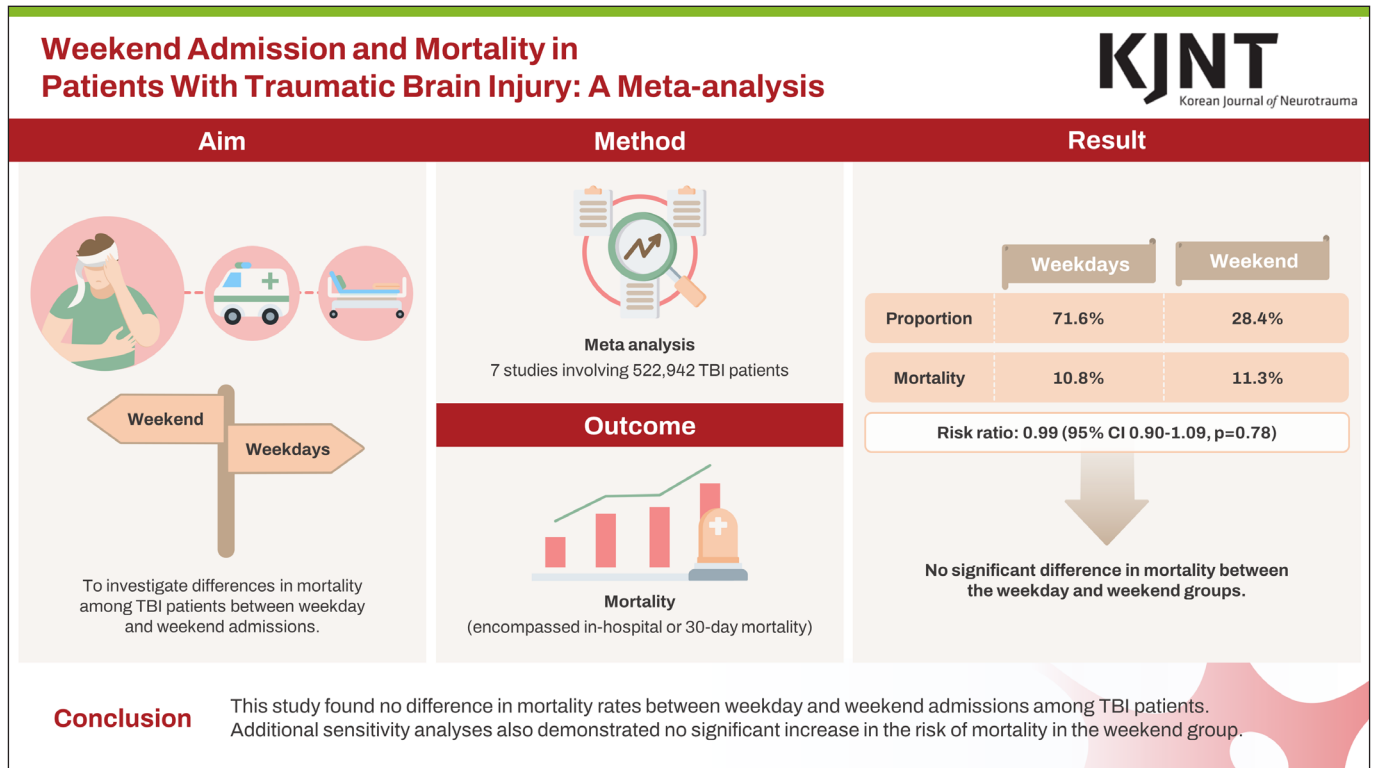 Weekend Admission and Mortality in
Patients With Traumatic Brain Injury: A Meta-analysis
KJNT
Korean Journal of Neurotrauma
Aim
Weekend
Weekdays
To investigate differences in mortality
among TBI patients between weekday
and weekend admissions.
Method
Meta analysis
7 studies involving 522,942 TBI patients
Outcome
Mortality
(encompassed in-hospital or 30-day mortality)
Result
Weekdays Weekend
Proportion 71.6% 28.4%
Mortality 10.8% 11.3%
Risk ratio: 0.99 (95% CI 0.90-1.09, p=0.78)
No significant difference in mortality between
the weekday and weekend groups.
Conclusion
This study found no difference in mortality rates between weekday and weekend admissions among TBI patients.
Additional sensitivity analyses also demonstrated no significant increase in the risk of mortality in the weekend group.